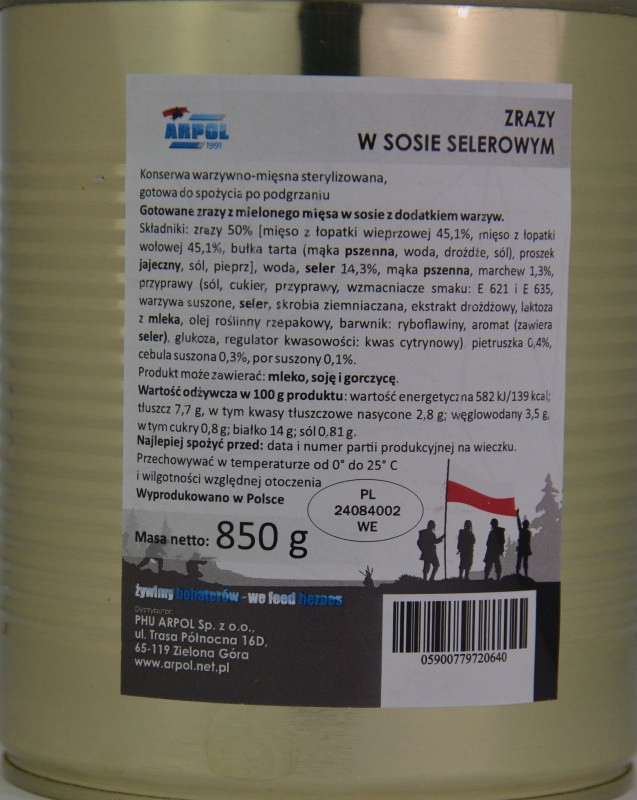 ARPOL
1991
ZRAZY
W SOSIE SELEROWYM
Konserwa warzywno-mięsna sterylizowana,
gotowa do spożycia po podgrzaniu
Gotowane zrazy z mielonego mięsa w sosie z dodatkiem warzyw.
Składniki: zrazy 50% [mięso z łopatki wieprzowej 45,1%, mięso z łopatki
wołowej 45,1%, bułka tarta (mąka pszenna, woda, drożdże, sól), proszek
jajeczny, sól, pieprz], woda, seler 14,3%, mąka pszenna, marchew 1,3%,
przyprawy (sól, cukier, przyprawy, wzmacniacze smaku: E 621 i E 635,
warzywa suszone, seler, skrobia ziemniaczana, ekstrakt drożdżowy, laktoza
z mleka, olej roślinny rzepakowy, barwnik: ryboflawiny, aromat (zawiera
seler), glukoza, regulator kwasowości: kwas cytrynowy) pietruszka 0,4%,
cebula suszona 0,3%, por suszony 0,1%.
Produkt może zawierać: mleko, soję i gorczycę.
Wartość odżywcza w 100 g produktu: wartość energetyczna 582 kJ/139 kcal;
tłuszcz 7,7 g, w tym kwasy tłuszczowe nasycone 2,8 g; węglowodany 3,5 g,
w tym cukry 0,8 g; białko 14 g; sól 0,81 g.
Najlepiej spożyć przed: data i numer partii produkcyjnej na wieczku.
Przechowywać w temperaturze od 0° do 25° C
i wilgotności względnej otoczenia
Wyprodukowano w Polsce
PL
24084002
WE
Masa netto: 850 g
żywimy bohaterów - we feed heroes
Dystrybutor:
PHU ARPOL Sp. z o.o.,
ul. Trasa Północna 16D,
65-119 Zielona Góra
www.arpol.net.pl
05900779720640